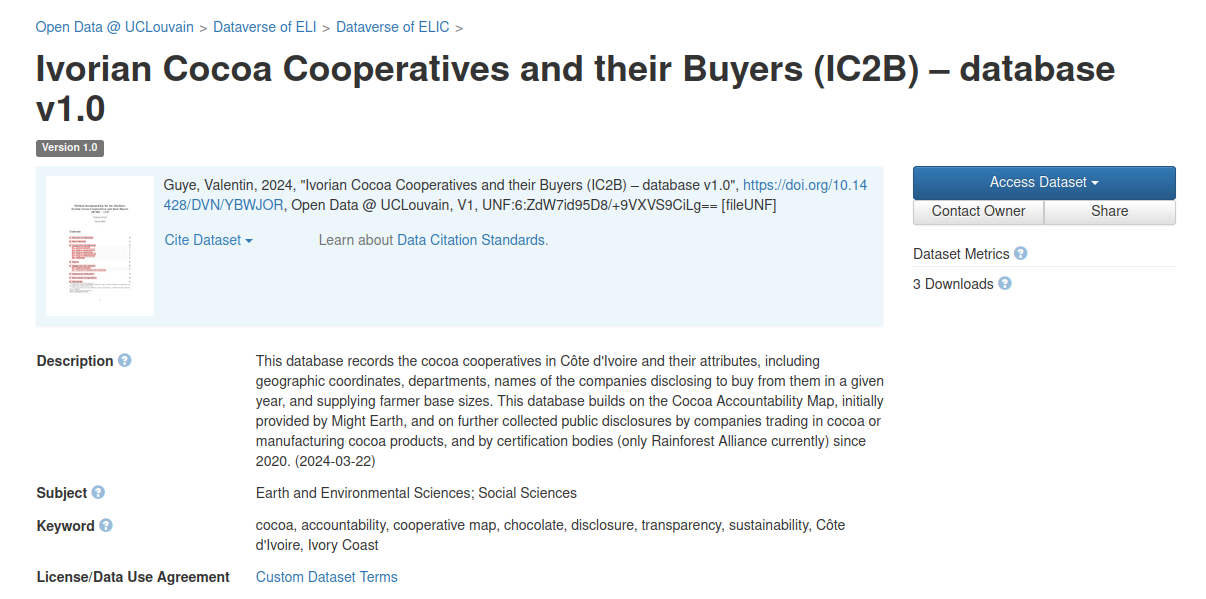 Open Data @ UCLouvain > Dataverse of ELI > Dataverse of ELIC >
Ivorian Cocoa Cooperatives and their Buyers (IC2B) – database
v1.0
Version 1.0
Guye, Valentin, 2024, "Ivorian Cocoa Cooperatives and their Buyers (IC2B) – database v1.0", https://doi.org/10.14
428/DVN/YBWJOR, Open Data @ UCLouvain, V1, UNF:6:ZdW7id95D8/+9VXVS9CiLg== [fileUNF]
Cite Dataset
Learn about Data Citation Standards.
Access Dataset
Contact Owner
Share
Dataset Metrics ?
3 Downloads ?
Description ?
This database records the cocoa cooperatives in Côte d'Ivoire and their attributes, including
geographic coordinates, departments, names of the companies disclosing to buy from them in a given
year, and supplying farmer base sizes. This database builds on the Cocoa Accountability Map, initially
provided by Might Earth, and on further collected public disclosures by companies trading in cocoa or
manufacturing cocoa products, and by certification bodies (only Rainforest Alliance currently) since
2020. (2024-03-22)
Subject ?
Earth and Environmental Sciences; Social Sciences
Keyword ?
cocoa, accountability, cooperative map, chocolate, disclosure, transparency, sustainability, Côte
d'Ivoire, Ivory Coast
License/Data Use Agreement
Custom Dataset Terms